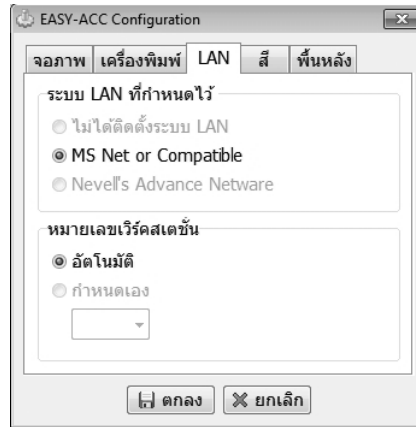 EASY-ACC Configuration
จอภาพ เครื่องพิมพ์ LAN สี พื้นหลัง
ระบบ LAN ที่กำหนดไว้
ไม่ได้ติดตั้งระบบ LAN
MS Net or Compatible
Nevell's Advance Netware
หมายเลขเวิร์คสเตชั่น
อัตโนมัติ
กำหนดเอง
ตกลง ยกเลิก